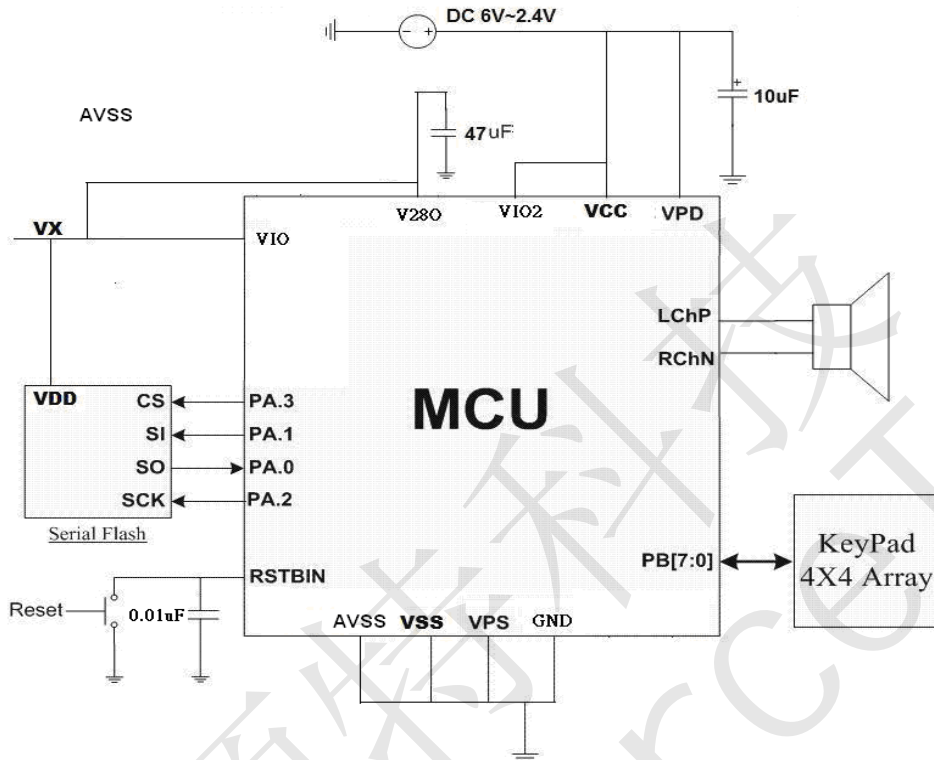 DC 6V~2.4V
10uF
AVSS
47uF
V28O
VIO2
VCC
VPD
VX
VIO
LChP
RChN
MCU
VDD
CS
PA.3
SI
PA.1
SO
PA.0
SCK
PA.2
Serial Flash
KeyPad
4X4 Array
PB[7:0]
RSTBIN
Reset
0.01uF
AVSS
VSS
VPS
GND